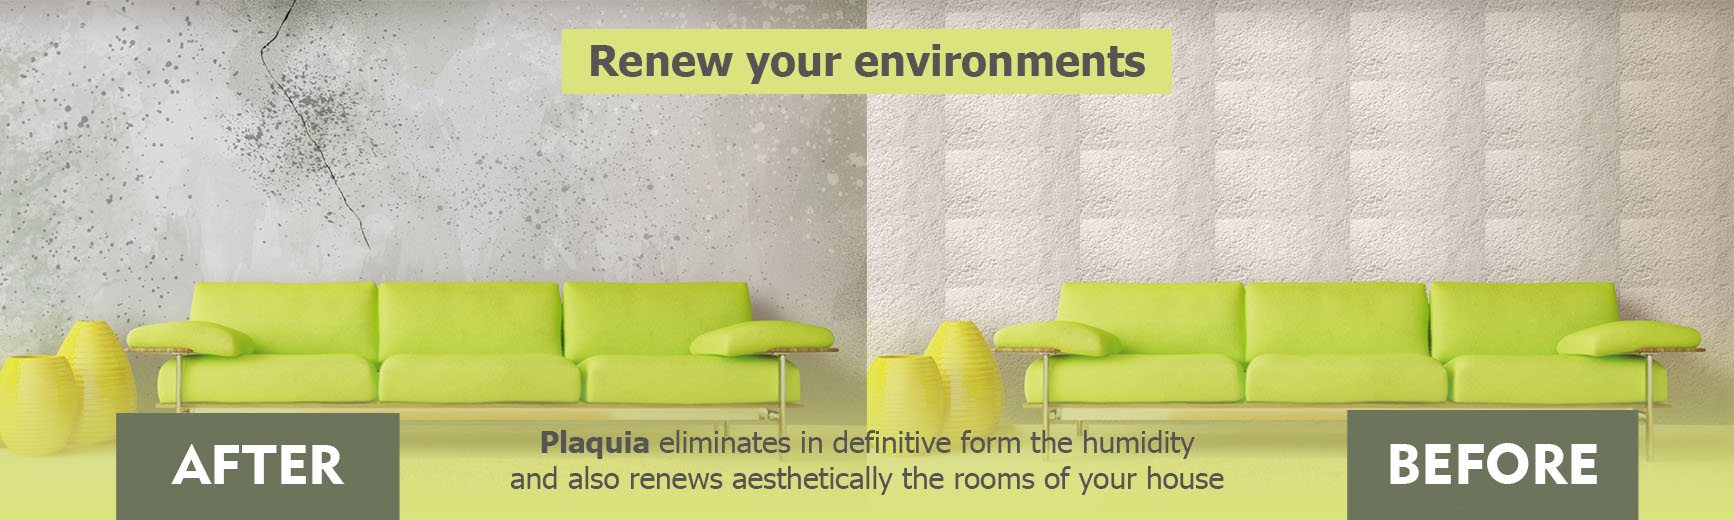 Renew your environments
AFTER
Plaquia eliminates in definitive form the humidity
and also renews aesthetically the rooms of your house
BEFORE